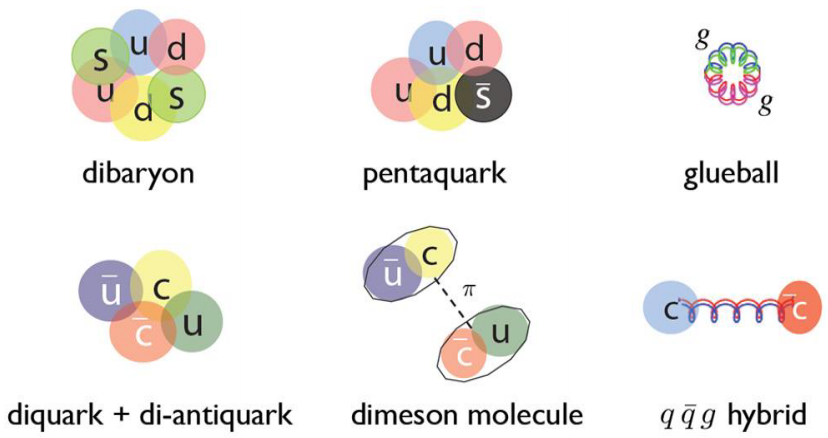 s u d
u d s
dibaryon
u d
u d s̄
pentaquark
g
g
glueball
ū c
c̄ u
diquark + di-antiquark
ū c
π
c̄ u
dimeson molecule
c c̄
q q̄ g hybrid